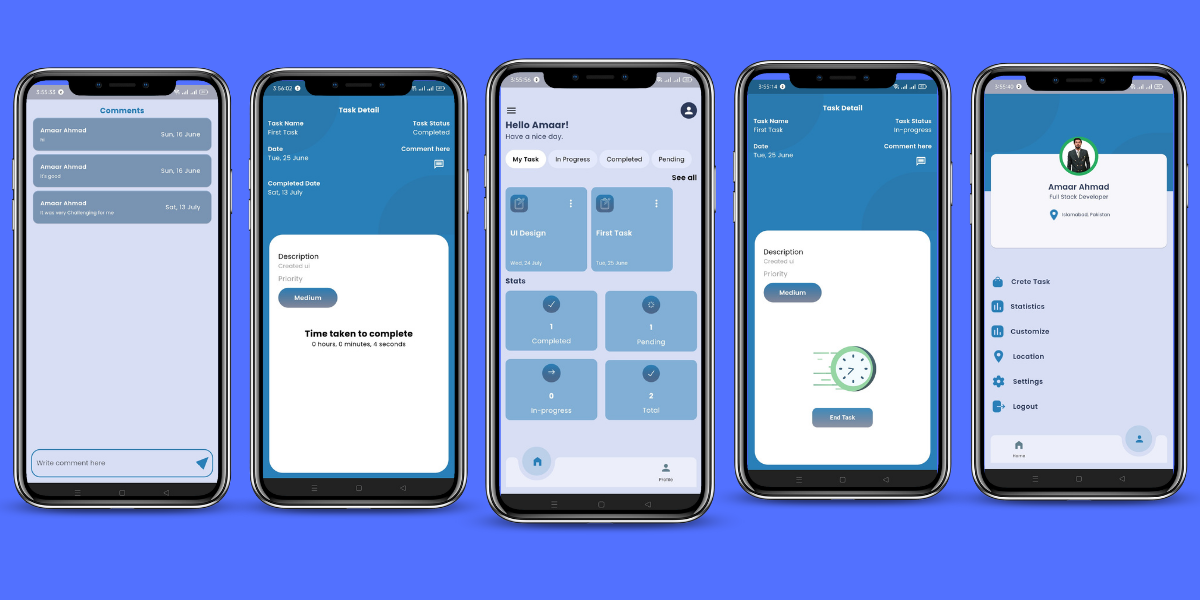 3:55:53
Comments
Amaar Ahmad
Sun, 16 June
Amaar Ahmad
Sun, 16 June
It's good
Amaar Ahmad
Sat, 13 July
It was very Challenging for me
Write comment here
3:56:02
Task Detail
Task Name
Task Status
First Task
Completed
Date
Comment here
Tue, 25 June
Completed Date
Sat, 13 July
Description
Created ui
Priority
Medium
Time taken to complete
0 hours, 0 minutes, 4 seconds
3:55:56
Hello Amaar!
Have a nice day.
My Task
In Progress
Completed
Pending
See all
UI Design
First Task
Wed, 24 July
Tue, 25 June
Stats
1
Completed
1
Pending
0
In-progress
2
Total
Profile
3:55:14
Task Detail
Task Name
Task Status
First Task
In-progress
Date
Comment here
Tue, 25 June
Description
Created ui
Priority
Medium
End Task
Amaar Ahmad
Full Stack Developer
Islamabad, Pakistan
Crete Task
Statistics
Customize
Location
Settings
Logout
Home